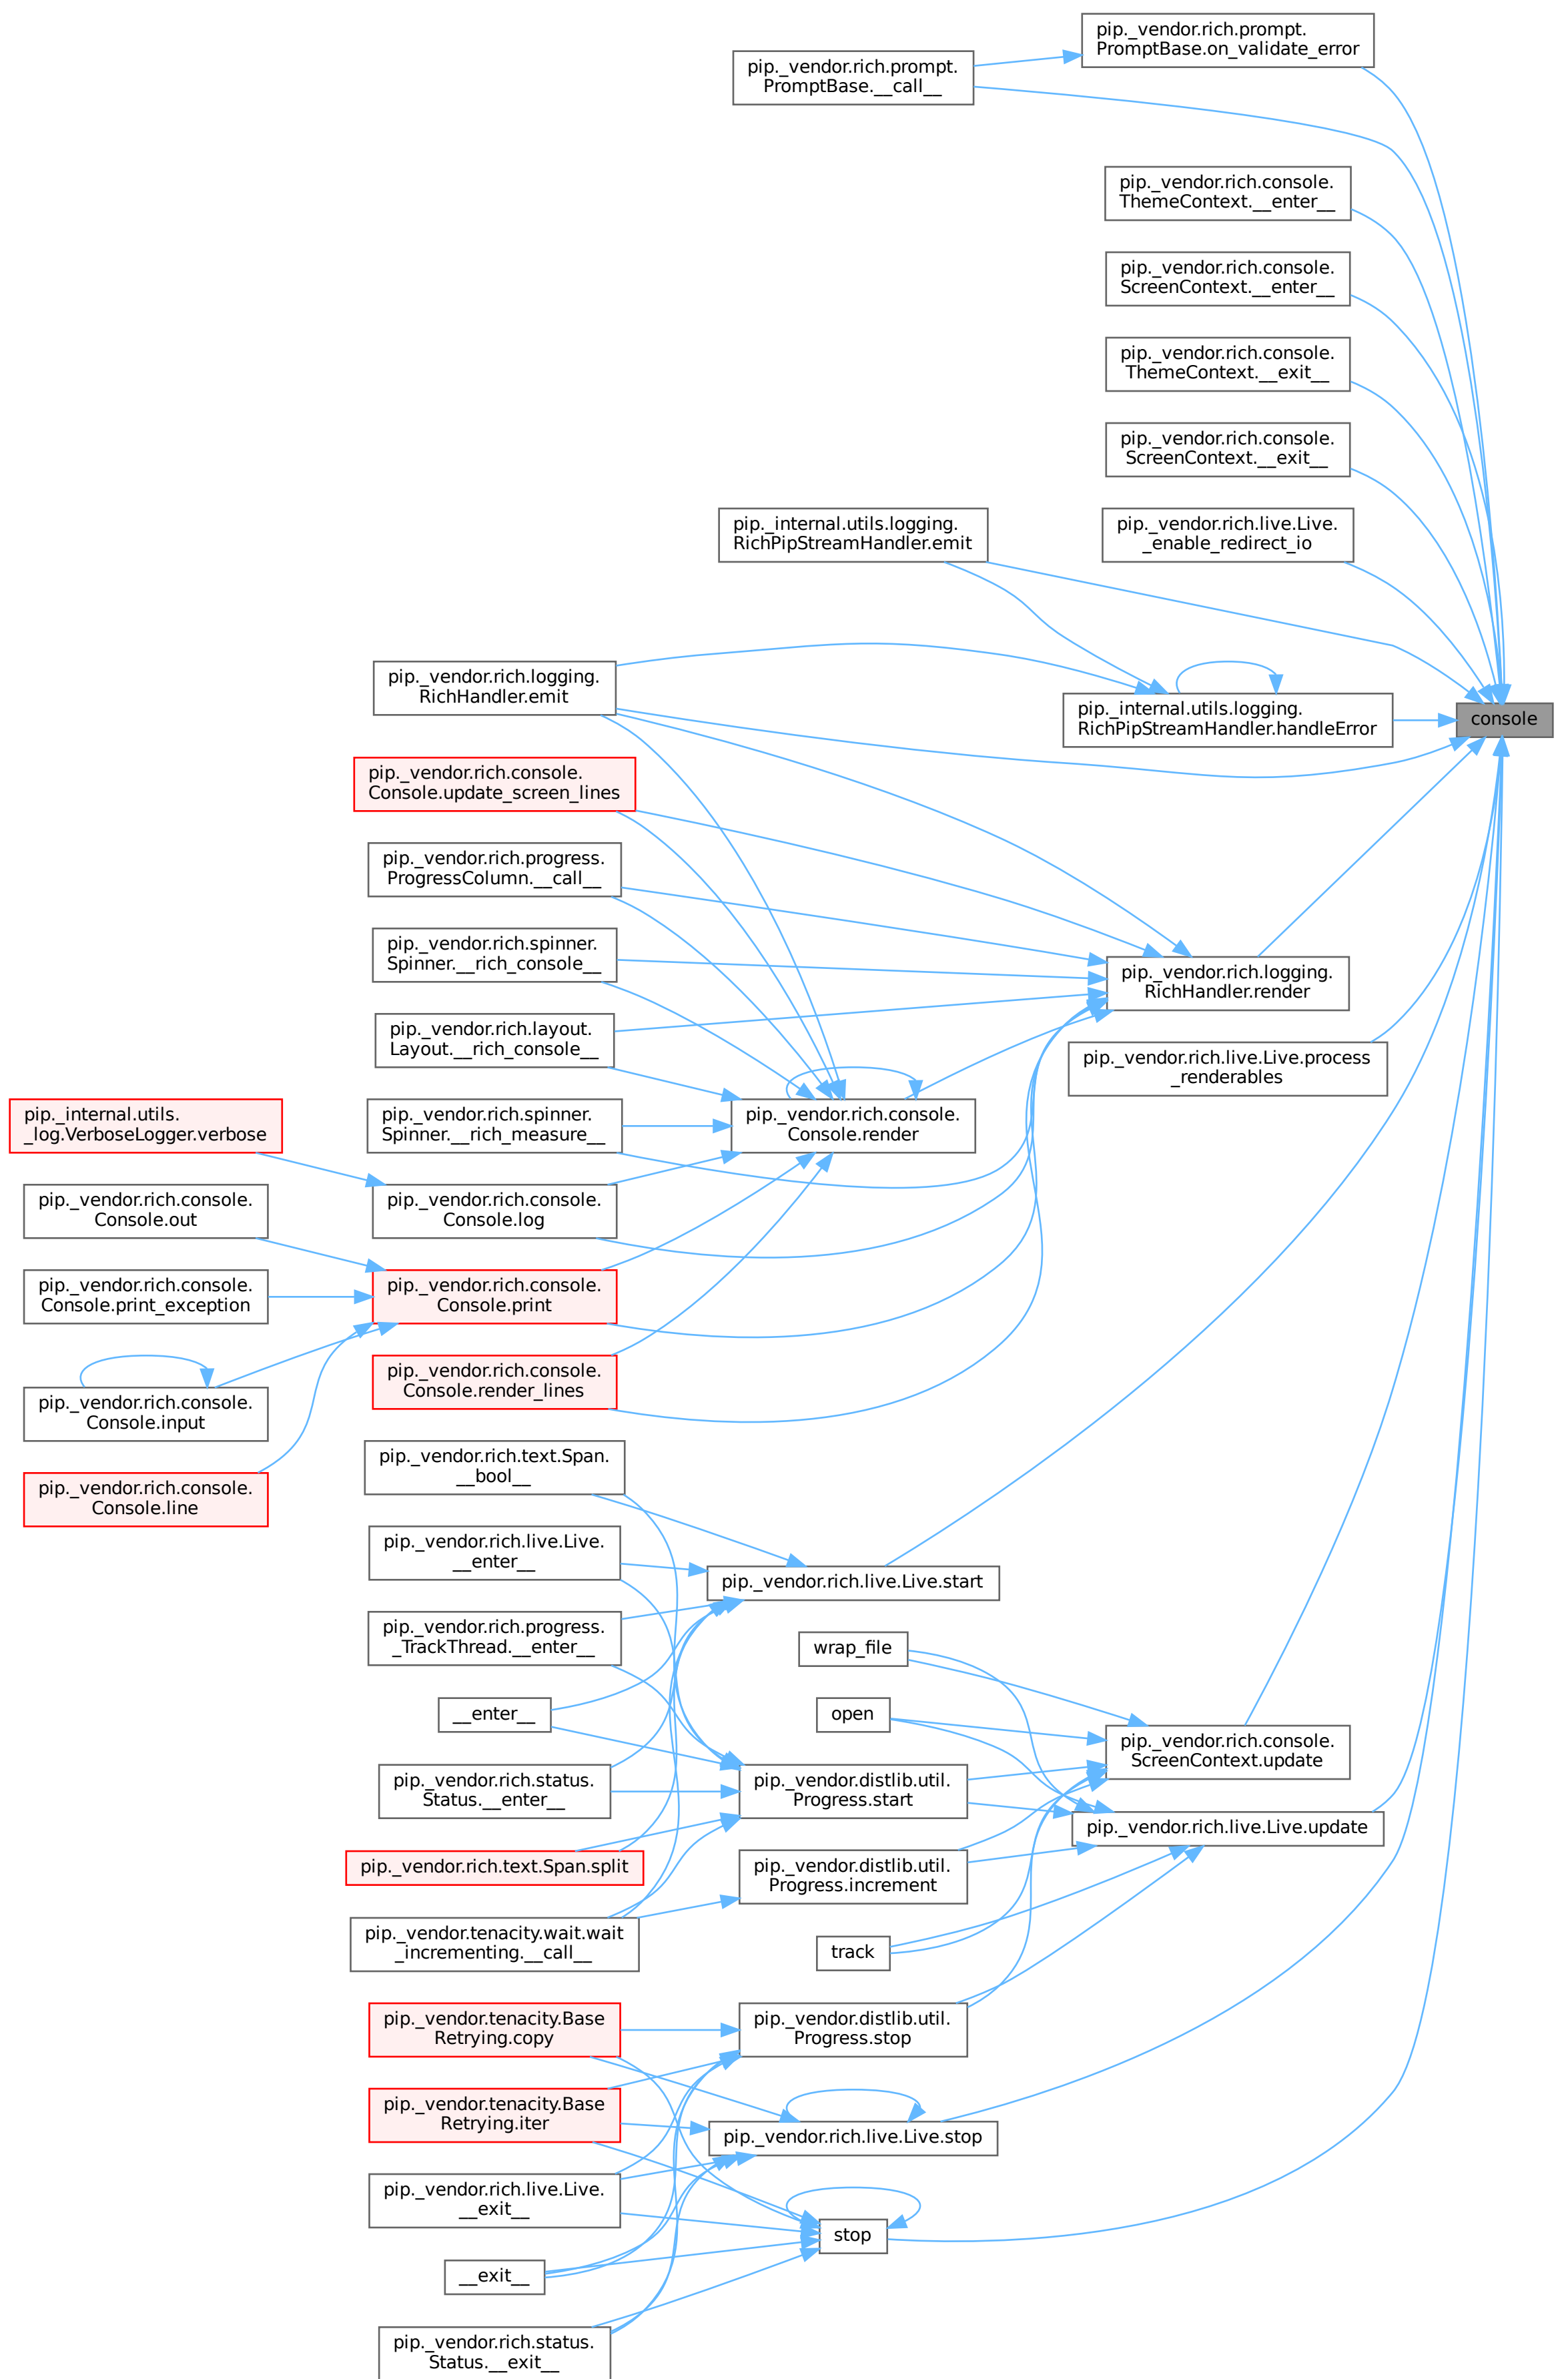 pip._vendor.rich.prompt.
PromptBase.on_validate_error
pip._vendor.rich.prompt.
PromptBase.__call__
pip._vendor.rich.console.
ThemeContext.__enter__
pip._vendor.rich.console.
ScreenContext.__enter__
pip._vendor.rich.console.
ThemeContext.__exit__
pip._vendor.rich.console.
ScreenContext.__exit__
pip._internal.utils.logging.
RichPipStreamHandler.emit
pip._vendor.rich.live.Live.
_enable_redirect_io
pip._vendor.rich.logging.
RichHandler.emit
pip._internal.utils.logging.
RichPipStreamHandler.handleError
console
pip._vendor.rich.console.
Console.update_screen_lines
pip._vendor.rich.progress.
ProgressColumn.__call__
pip._vendor.rich.spinner.
Spinner.__rich_console__
pip._vendor.rich.logging.
RichHandler.render
pip._vendor.rich.layout.
Layout.__rich_console__
pip._vendor.rich.live.Live.process
_renderables
pip._internal.utils.
_log.VerboseLogger.verbose
pip._vendor.rich.spinner.
Spinner.__rich_measure__
pip._vendor.rich.console.
Console.render
pip._vendor.rich.console.
Console.out
pip._vendor.rich.console.
Console.log
pip._vendor.rich.console.
Console.print_exception
pip._vendor.rich.console.
Console.print
pip._vendor.rich.console.
Console.input
pip._vendor.rich.console.
Console.render_lines
pip._vendor.rich.console.
Console.line
pip._vendor.rich.text.Span.
__bool__
pip._vendor.rich.live.Live.
__enter__
pip._vendor.rich.live.Live.start
pip._vendor.rich.progress.
_TrackThread.__enter__
wrap_file
__enter__
open
pip._vendor.rich.console.
ScreenContext.update
pip._vendor.rich.status.
Status.__enter__
pip._vendor.distlib.util.
Progress.start
pip._vendor.rich.live.Live.update
pip._vendor.rich.text.Span.split
pip._vendor.distlib.util.
Progress.increment
pip._vendor.tenacity.wait.wait
_incrementing.__call__
track
pip._vendor.tenacity.Base
Retrying.copy
pip._vendor.distlib.util.
Progress.stop
pip._vendor.tenacity.Base
Retrying.iter
pip._vendor.rich.live.Live.stop
pip._vendor.rich.live.Live.
__exit__
stop
__exit__
pip._vendor.rich.status.
Status.__exit__